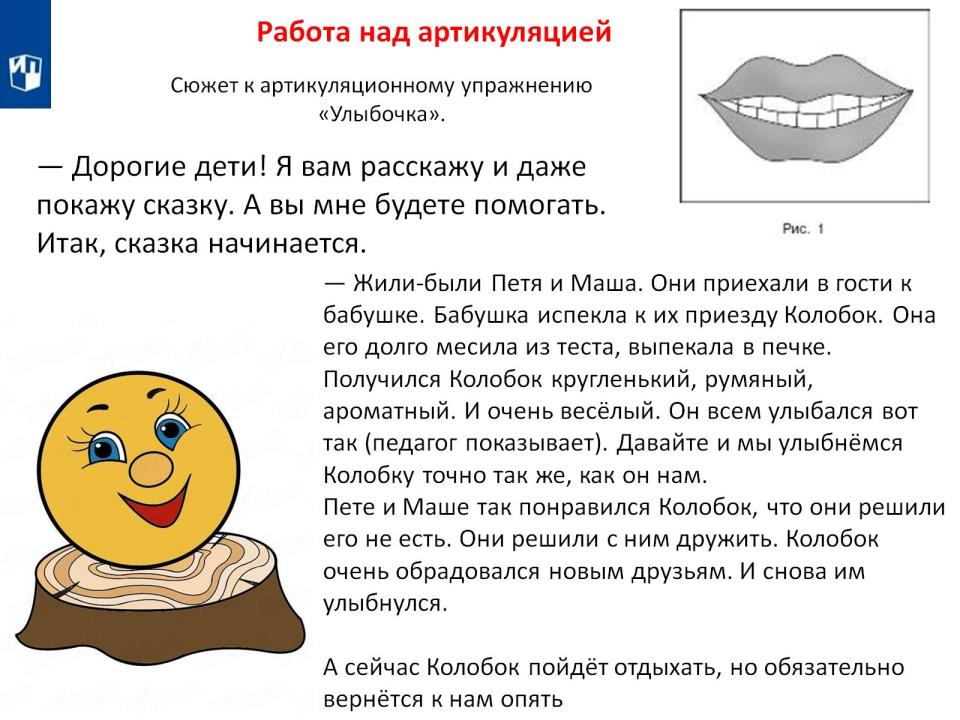 Работа над артикуляцией
Сюжет к артикуляционному упражнению
«Улыбочка».
— Дорогие дети! Я вам расскажу и даже
покажу сказку. А вы мне будете помогать.
Итак, сказка начинается.
Рис. 1
— Жили-были Петя и Маша. Они приехали в гости к
бабушке. Бабушка испекла к их приезду Колобок. Она
его долго месила из теста, выпекала в печке.
Получился Колобок кругленький, румяный,
ароматный. И очень весёлый. Он всем улыбался вот
так (педагог показывает). Давайте и мы улыбнёмся
Колобку точно так же, как он нам.
Пете и Маше так понравился Колобок, что они решили
его не есть. Они решили с ним дружить. Колобок
очень обрадовался новым друзьям. И снова им
улыбнулся.
А сейчас Колобок пойдёт отдыхать, но обязательно
вернётся к нам опять